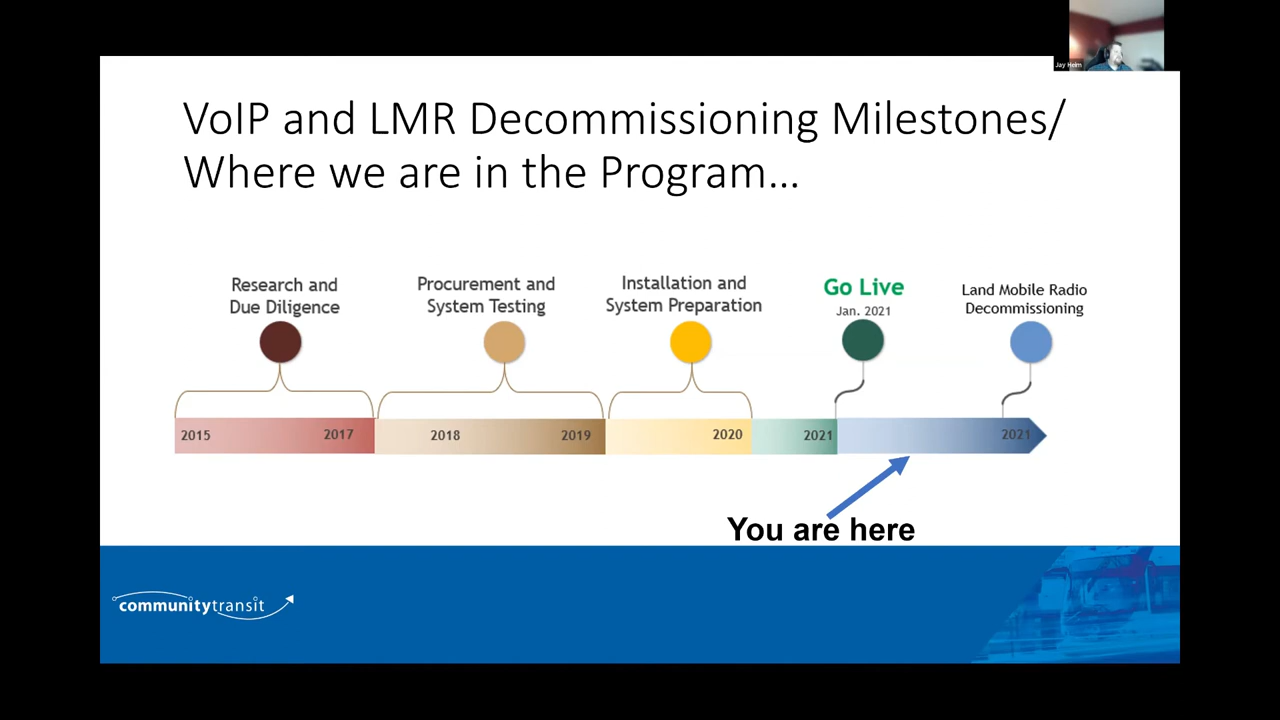 Jay Helm
VoIP and LMR Decommissioning Milestones/
Where we are in the Program...
Research and
Due Diligence
Procurement and
System Testing
Installation and
System Preparation
Go Live
Jan. 2021
Land Mobile Radio
Decommissioning
2015
2017
2018
2019
2020
2021
2021
You are here
communitytransit